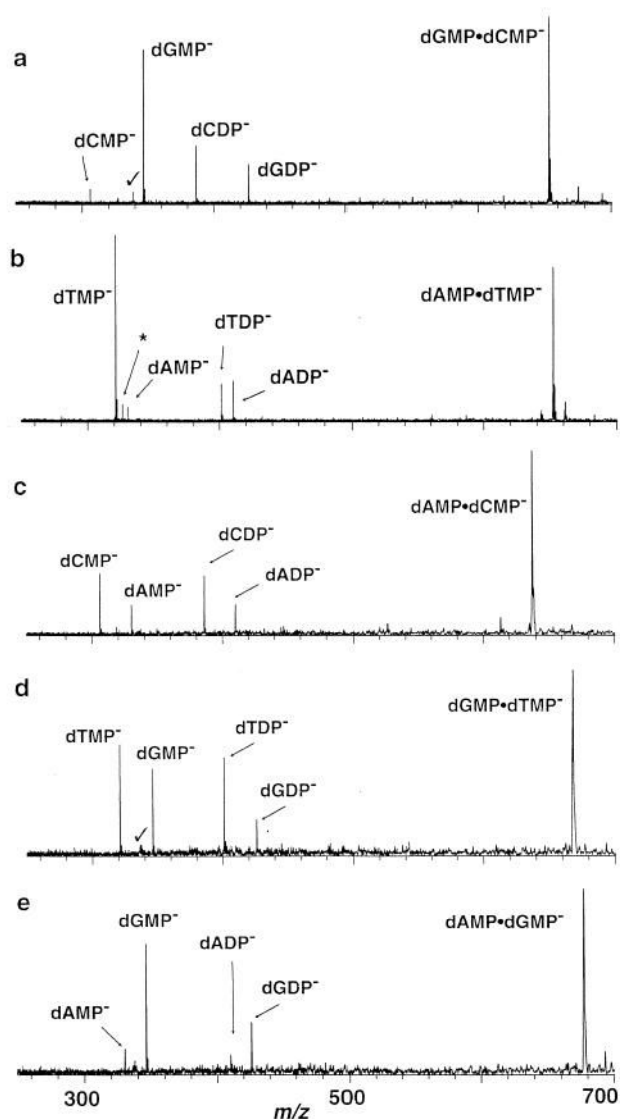 a
dGMP⁻
dGMP•dCMP⁻
dCMP⁻
✓
dCDP⁻
dGDP⁻
b
dTMP⁻
*
dAMP⁻
dTDP⁻
dADP⁻
dAMP•dTMP⁻
c
dCMP⁻
dAMP⁻
dCDP⁻
dADP⁻
dAMP•dCMP⁻
d
dTMP⁻
dGMP⁻
✓
dTDP⁻
dGDP⁻
dGMP•dTMP⁻
e
dAMP⁻
dGMP⁻
dADP⁻
dGDP⁻
dAMP•dGMP⁻
300 500 700
m/z